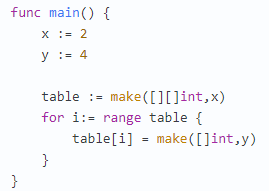 func main() {
    x := 2
    y := 4

    table := make([][]int,x)
    for i:= range table {
        table[i] = make([]int,y)
    }
}